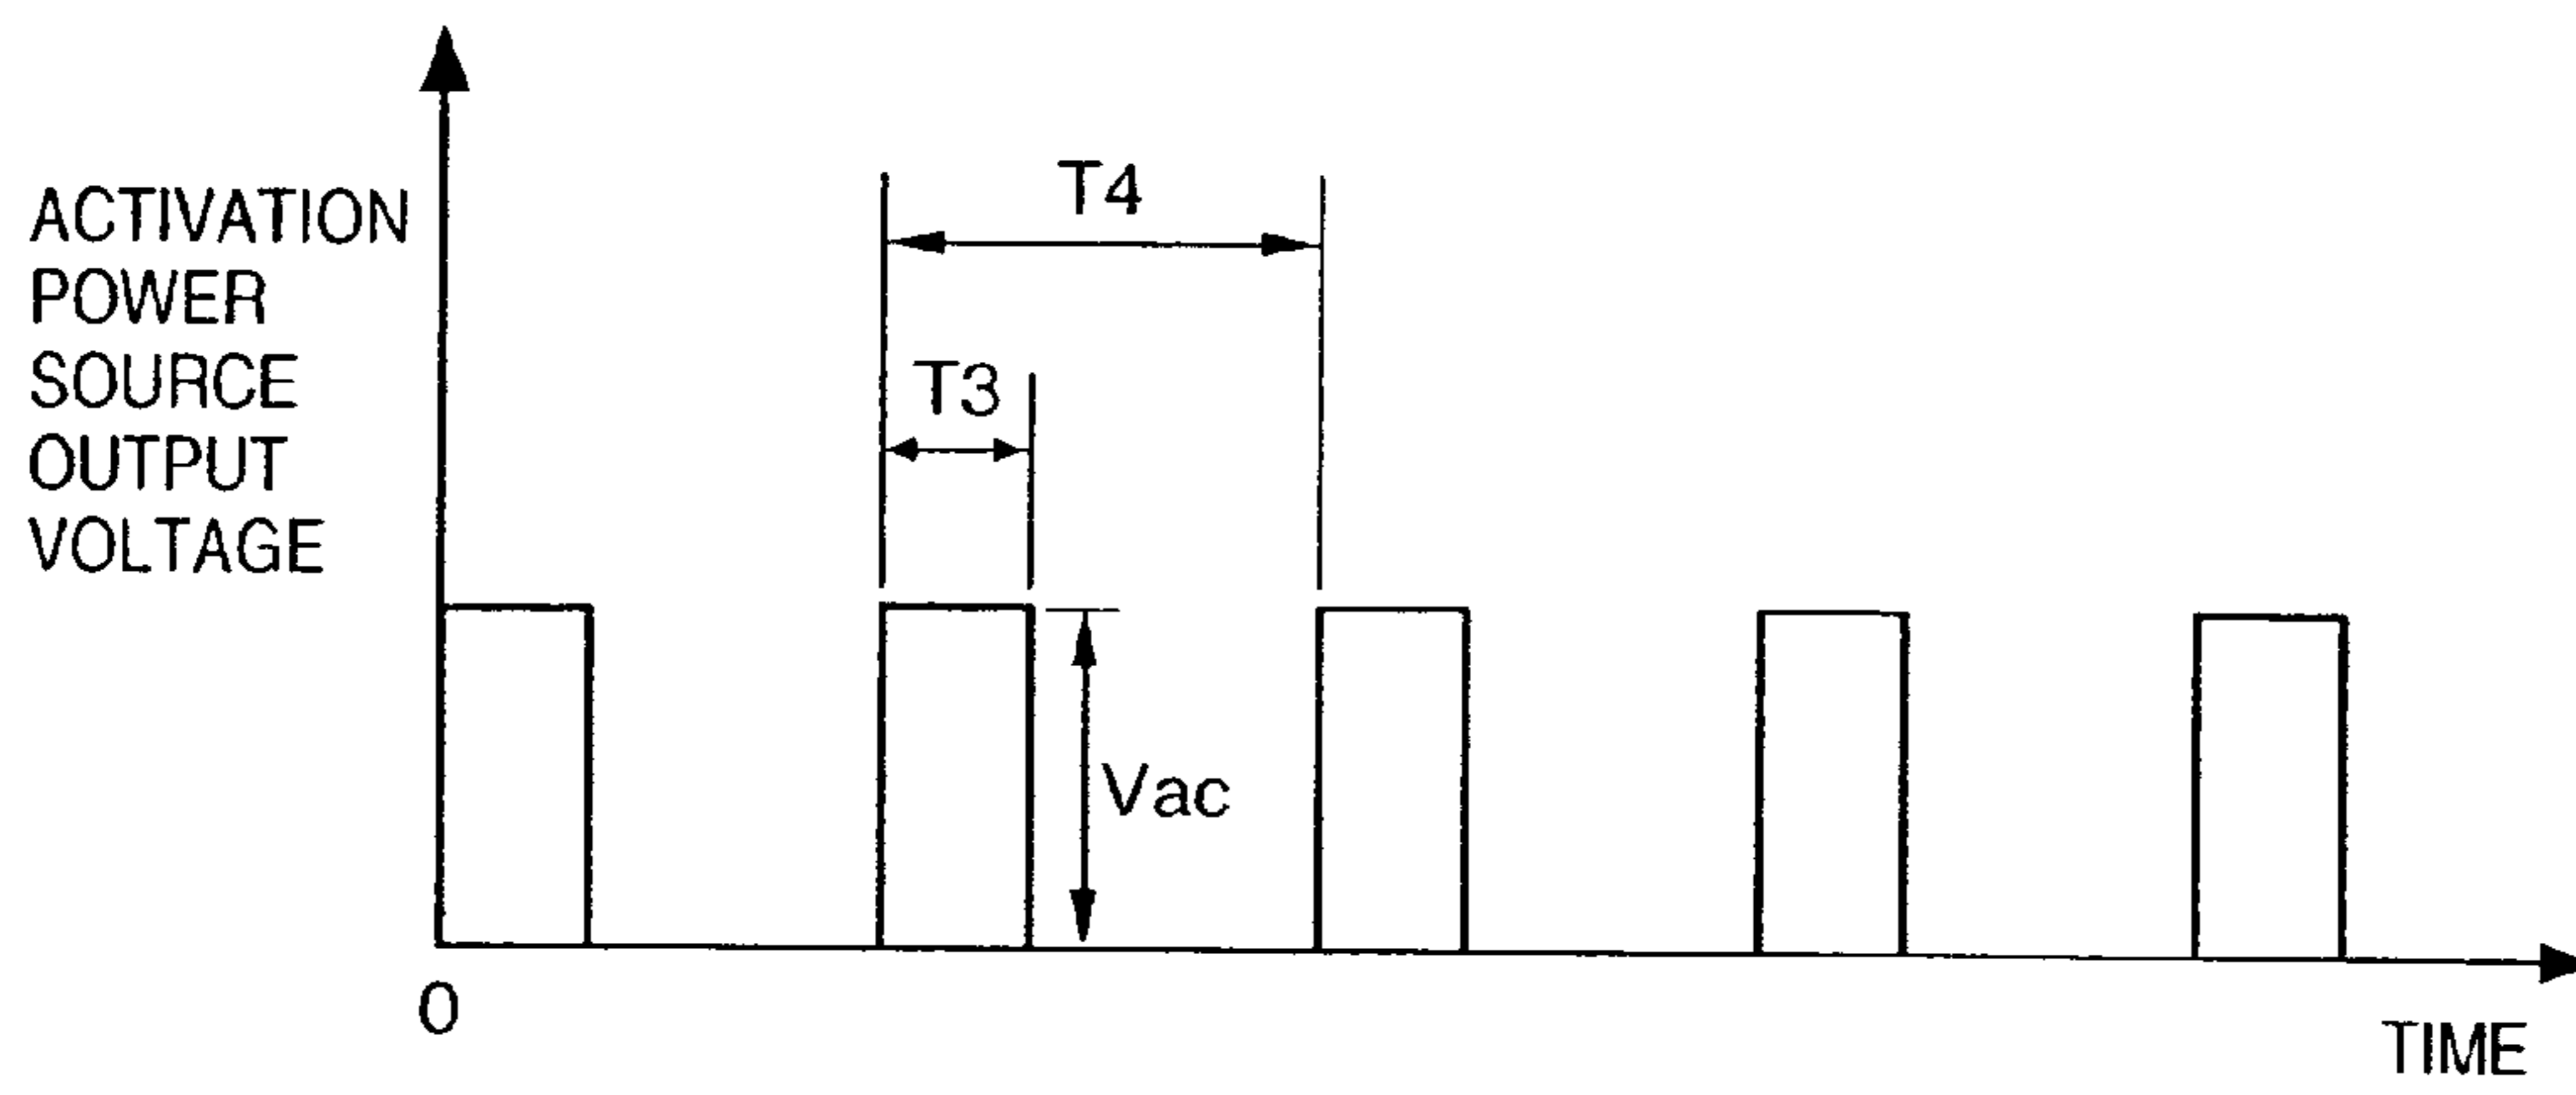 ACTIVATION
POWER
SOURCE
OUTPUT
VOLTAGE
T4
T3
Vac
0
TIME